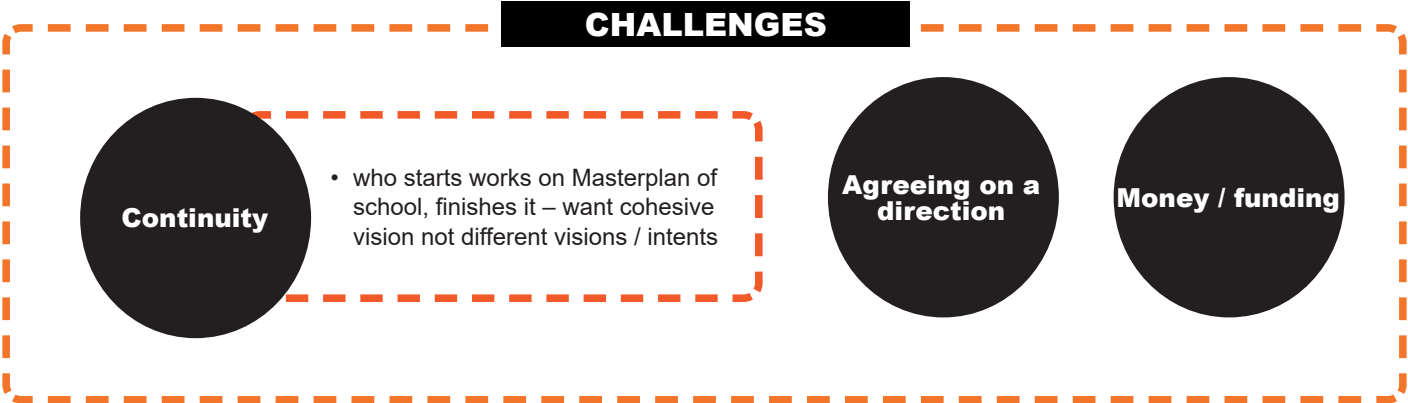 CHALLENGES
Continuity
• who starts works on Masterplan of
school, finishes it – want cohesive
vision not different visions / intents
Agreeing on a
direction
Money / funding